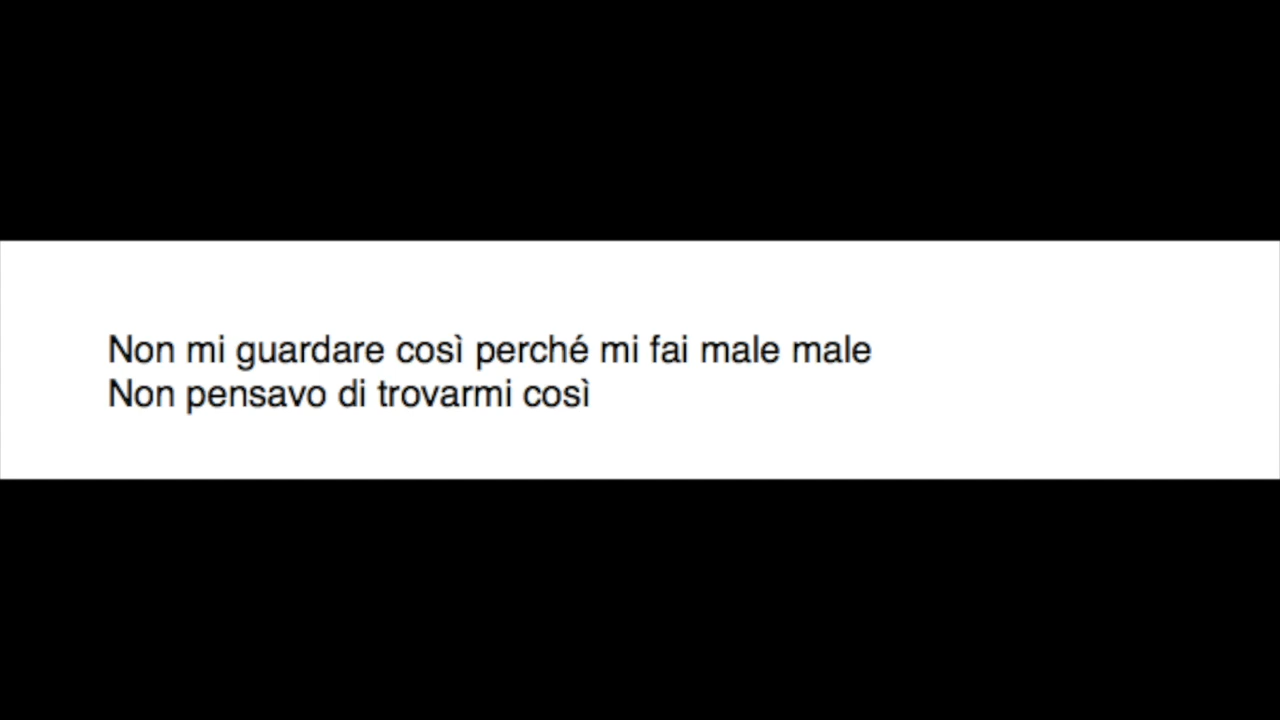 Non mi guardare così perché mi fai male male
Non pensavo di trovarmi così